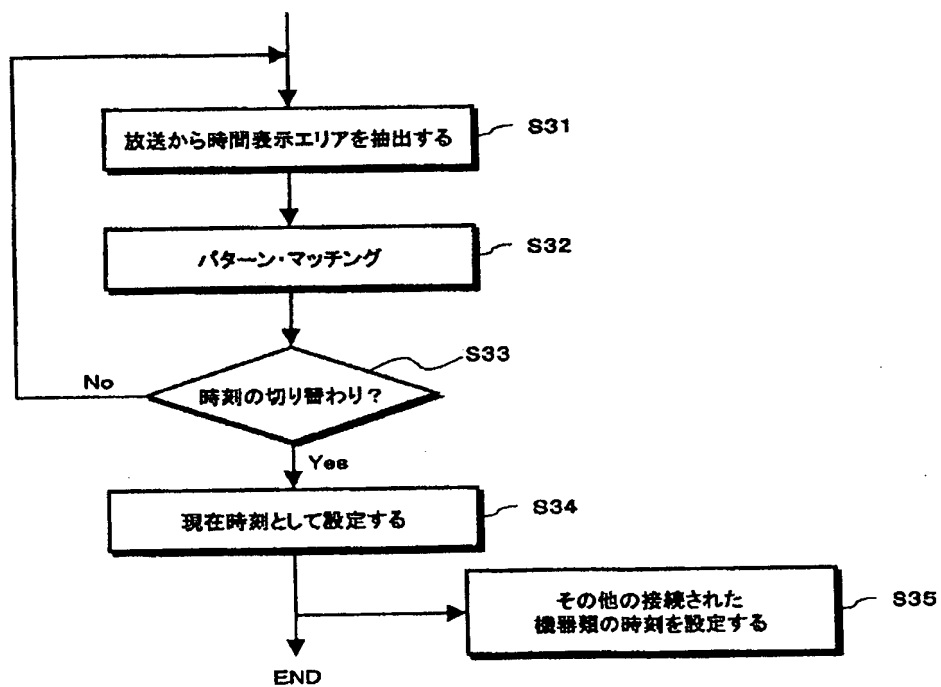 放送から時間表示エリアを抽出する
S31
パターン・マッチング
S32
時刻の切り替わり？
S33
No
Yes
現在時刻として設定する
S34
その他の接続された
機器類の時刻を設定する
S35
END